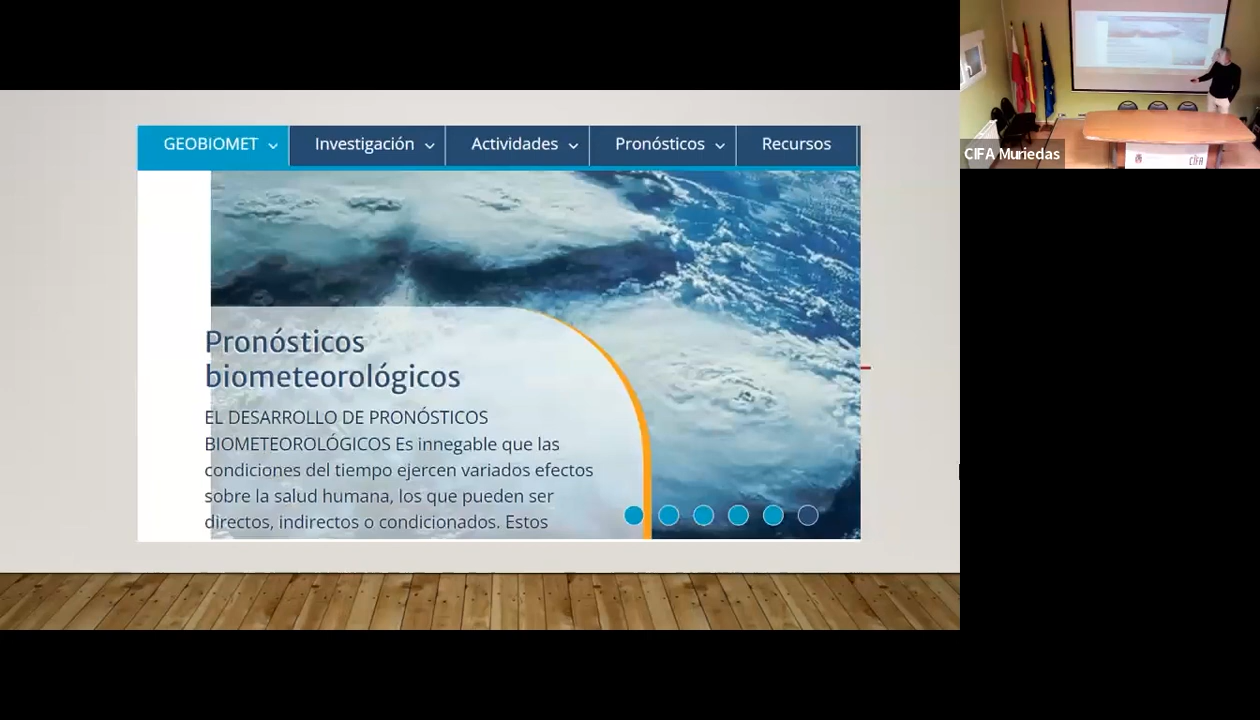 GEOBIOMET
Investigación
Actividades
Pronósticos
Recursos
Pronósticos
biometeorológicos
EL DESARROLLO DE PRONÓSTICOS
BIOMETEOROLÓGICOS Es innegable que las
condiciones del tiempo ejercen variados efectos
sobre la salud humana, los que pueden ser
directos, indirectos o condicionados. Estos
CIFA Muriedas
CIFA